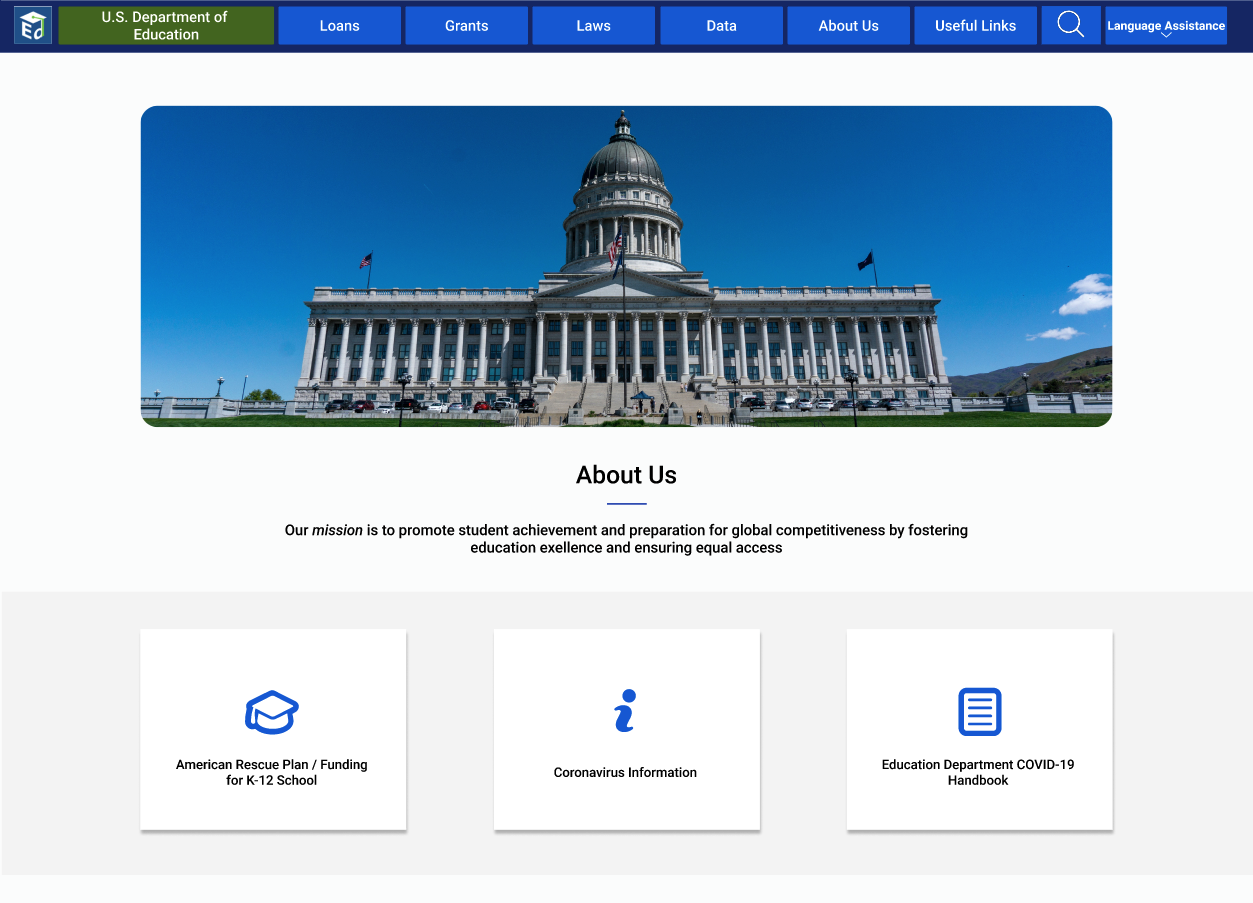 Ed
U.S. Department of
Education
Loans
Grants
Laws
Data
About Us
Useful Links
Language Assistance
About Us
Our mission is to promote student achievement and preparation for global competitiveness by fostering
education exellence and ensuring equal access
American Rescue Plan / Funding
for K-12 School
Coronavirus Information
Education Department COVID-19
Handbook